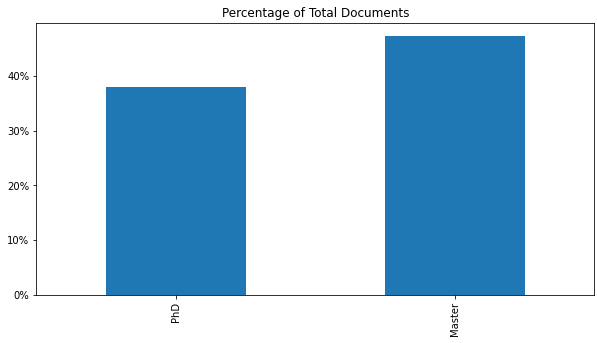 Percentage of Total Documents
40%
30%
20%
10%
0%
PhD
Master